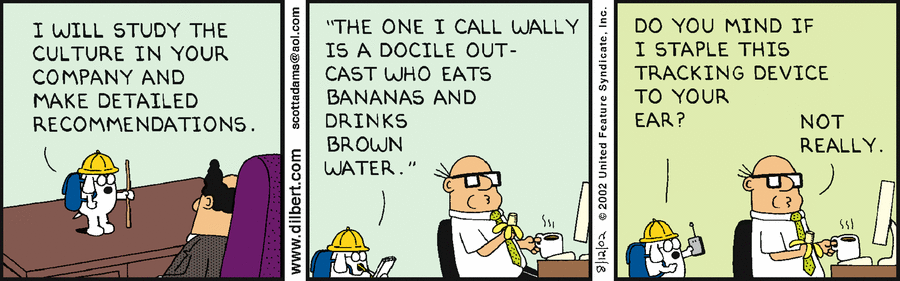 I WILL STUDY THE
CULTURE IN YOUR
COMPANY AND
MAKE DETAILED
RECOMMENDATIONS.
www.dilbert.com
scottadams@aol.com
"THE ONE I CALL WALLY
IS A DOCILE OUT-
CAST WHO EATS
BANANAS AND
DRINKS
BROWN
WATER."
8/12/02 © 2002 United Feature Syndicate, Inc.
DO YOU MIND IF
I STAPLE THIS
TRACKING DEVICE
TO YOUR
EAR?
NOT
REALLY.